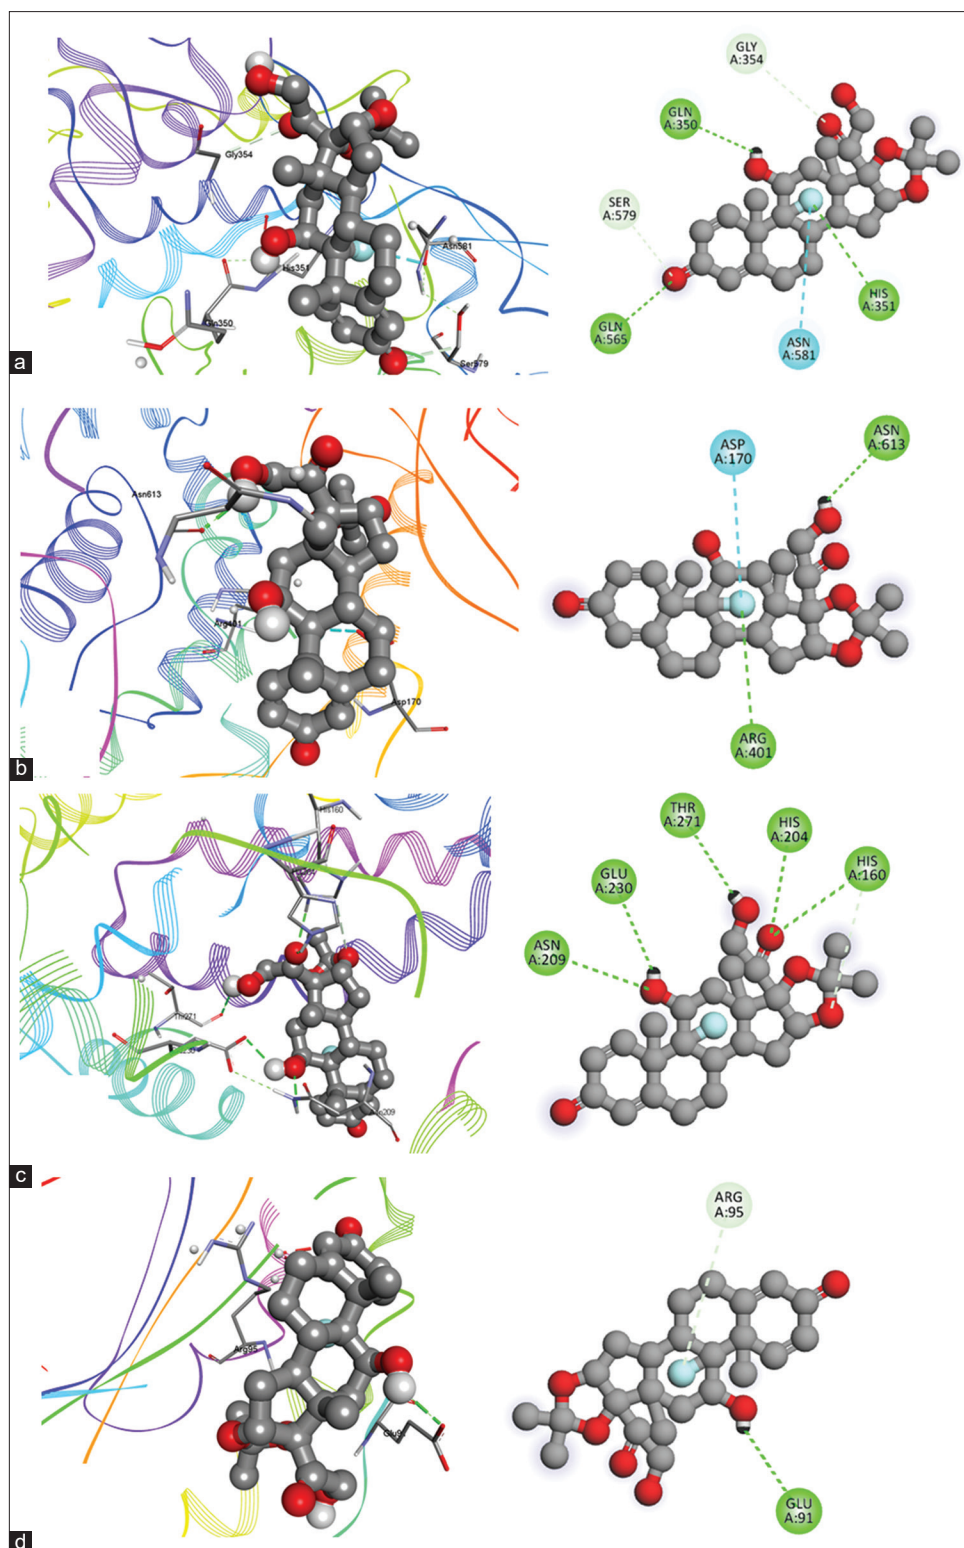 Gly354
Asn581
His351
Ser579
GLY
A:354
GLN
A:350
SER
A:579
GLN
A:565
HIS
A:351
ASN
A:581
a
Asn613
Arg401
Asp170
ASP
A:170
ASN
A:613
ARG
A:401
b
His160
Thr271
THR
A:271
HIS
A:204
HIS
A:160
GLU
A:230
ASN
A:209
c
Arg95
ARG
A:95
GLU
A:91
d